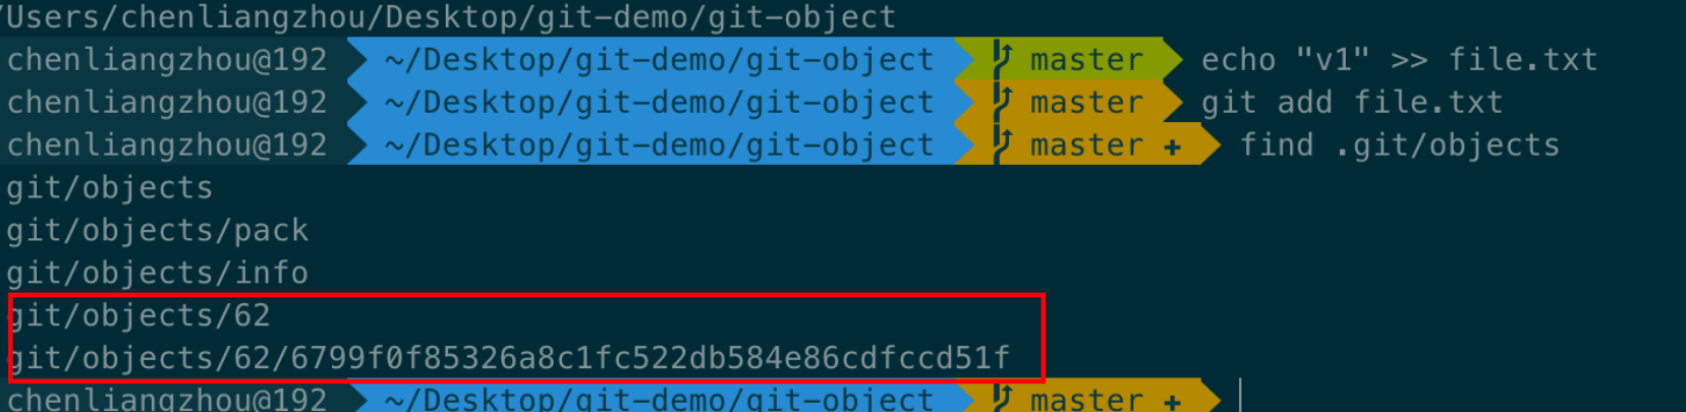 /Users/chenliangzhou/Desktop/git-demo/git-object
chenliangzhou@192 ~/Desktop/git-demo/git-object master echo "v1" >> file.txt
chenliangzhou@192 ~/Desktop/git-demo/git-object master git add file.txt
chenliangzhou@192 ~/Desktop/git-demo/git-object master + find .git/objects
git/objects
git/objects/pack
git/objects/info
git/objects/62
git/objects/62/6799f0f85326a8c1fc522db584e86cdfccd51f
chenliangzhou@192 ~/Desktop/git-demo/git-object master +